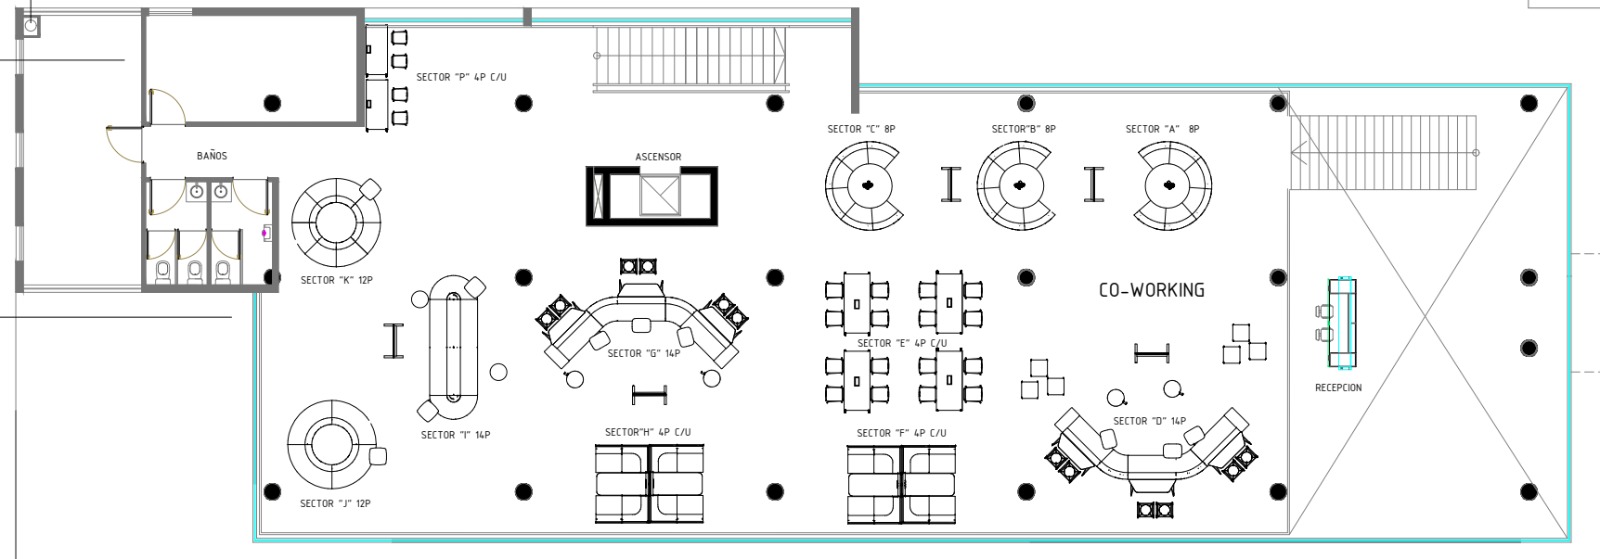 SECTOR "P" 4P C/U
SECTOR "C" 8P
SECTOR"B" 8P
SECTOR "A" 8P
BAÑOS
ASCENSOR
SECTOR "K" 12P
CO-WORKING
SECTOR "E" 4P C/U
SECTOR "G" 14P
RECEPCION
SECTOR "D" 14P
SECTOR "I" 14P
SECTOR"H" 4P C/U
SECTOR "F" 4P C/U
SECTOR "J" 12P